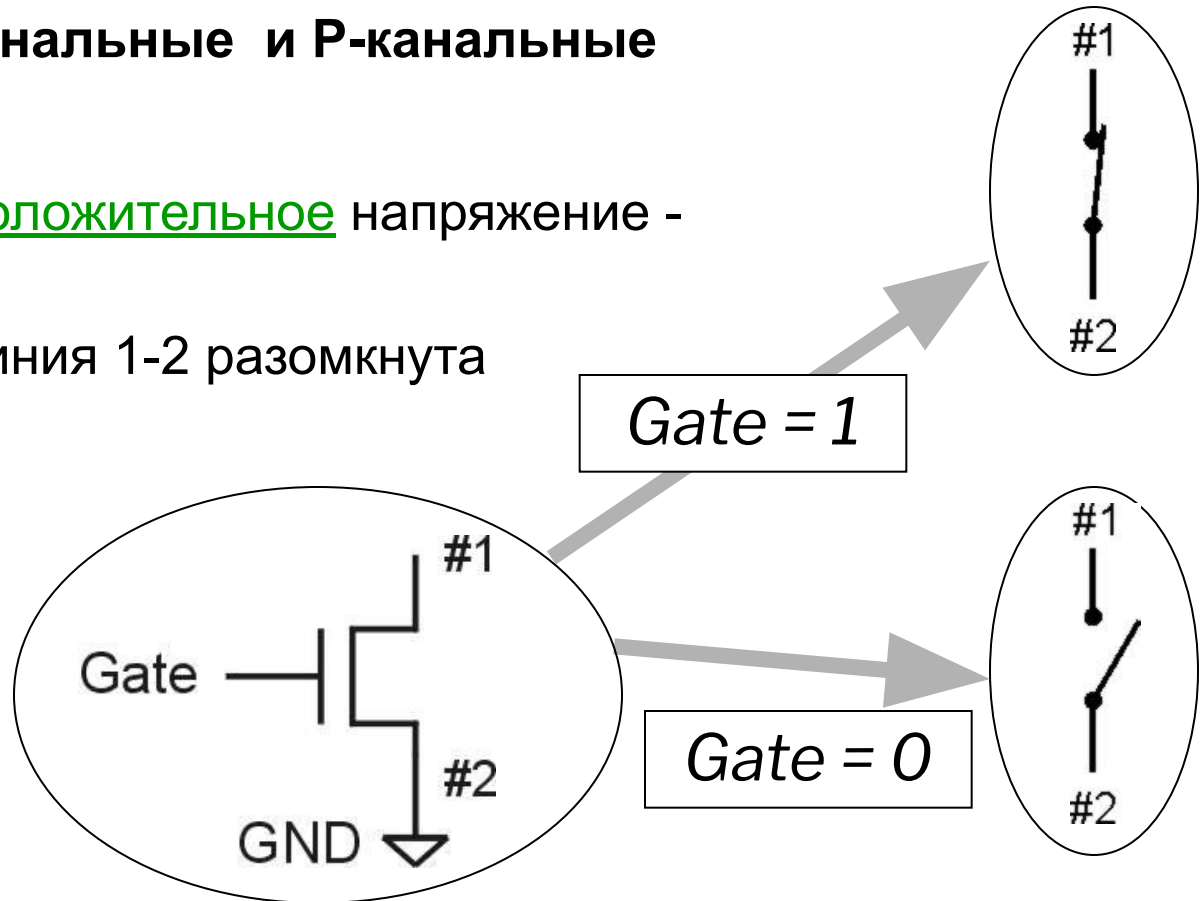 нальные и P-канальные
оложительное напряжение -
иния 1-2 разомкнута
#1
#2
Gate = 1
#1
Gate
#2
GND
Gate = 0
#1
#2